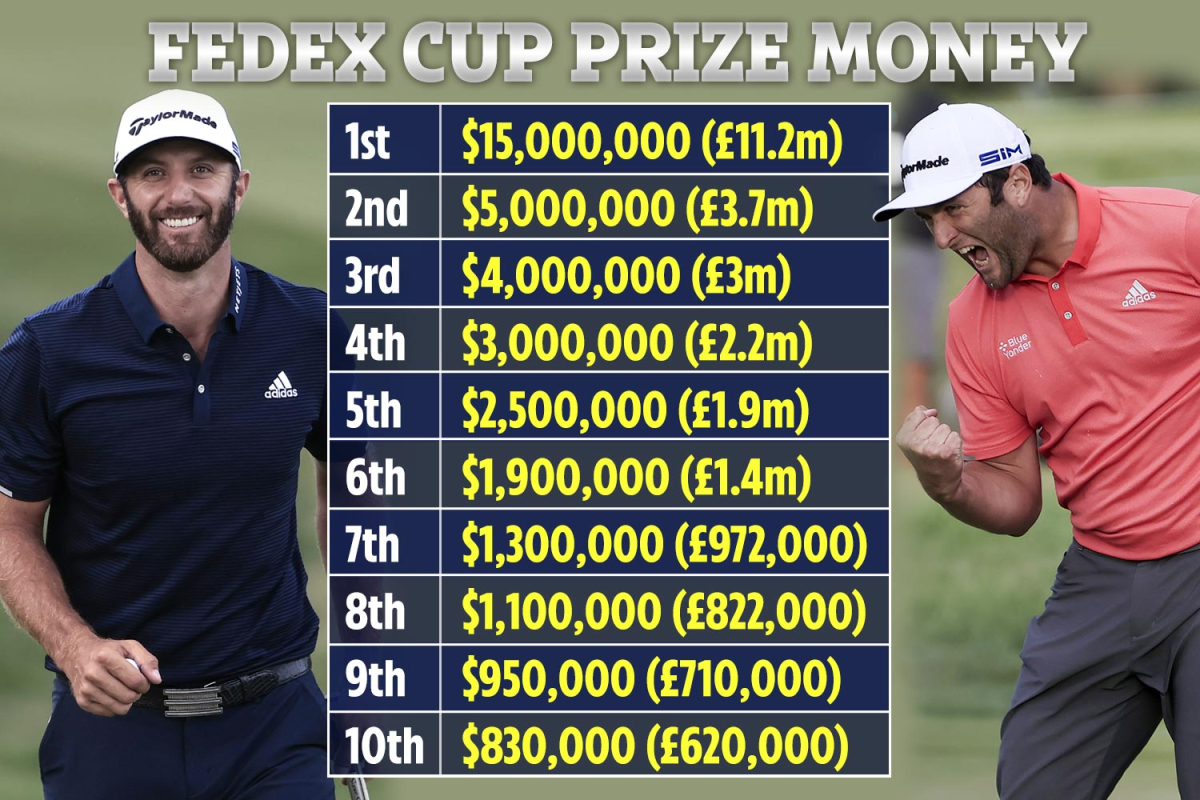 FEDEX CUP PRIZE MONEY
1st $15,000,000 (£11.2m)
2nd $5,000,000 (£3.7m)
3rd $4,000,000 (£3m)
4th $3,000,000 (£2.2m)
5th $2,500,000 (£1.9m)
6th $1,900,000 (£1.4m)
7th $1,300,000 (£972,000)
8th $1,100,000 (£822,000)
9th $950,000 (£710,000)
10th $830,000 (£620,000)
TaylorMade
NETJETS
adidas
SiM
adidas
Blue
Yonder